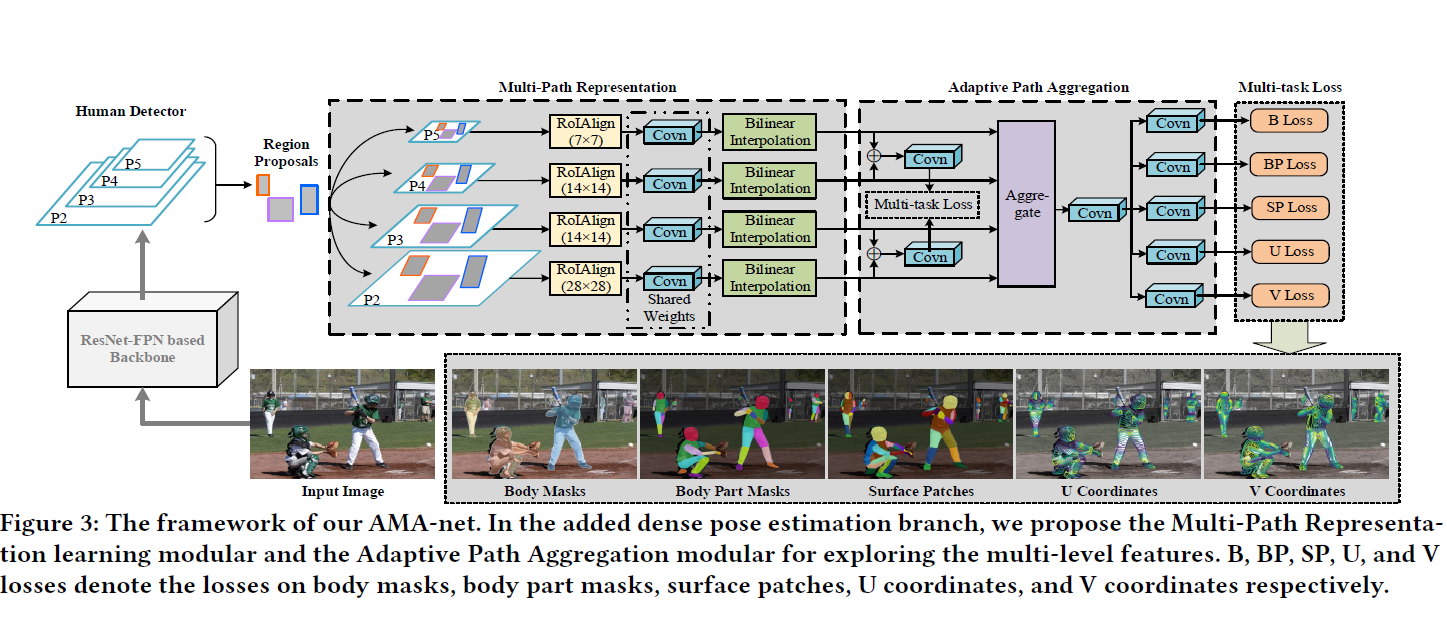 Human Detector
P5
P4
P3
P2
Region
Proposals
ResNet-FPN based
Backbone
Multi-Path Representation
P5
RoIAlign
(7×7)
Covn
Bilinear
Interpolation
P4
RoIAlign
(14×14)
Covn
Bilinear
Interpolation
P3
RoIAlign
(14×14)
Covn
Bilinear
Interpolation
P2
RoIAlign
(28×28)
Covn
Bilinear
Interpolation
Shared
Weights
Adaptive Path Aggregation
Covn
Multi-task Loss
Covn
Aggre-
gate
Covn
Covn
Covn
Covn
Covn
Covn
Multi-task Loss
B Loss
BP Loss
SP Loss
U Loss
V Loss
Input Image
Body Masks
Body Part Masks
Surface Patches
U Coordinates
V Coordinates
Figure 3: The framework of our AMA-net. In the added dense pose estimation branch, we propose the Multi-Path Representa-
tion learning modular and the Adaptive Path Aggregation modular for exploring the multi-level features. B, BP, SP, U, and V
losses denote the losses on body masks, body part masks, surface patches, U coordinates, and V coordinates respectively.